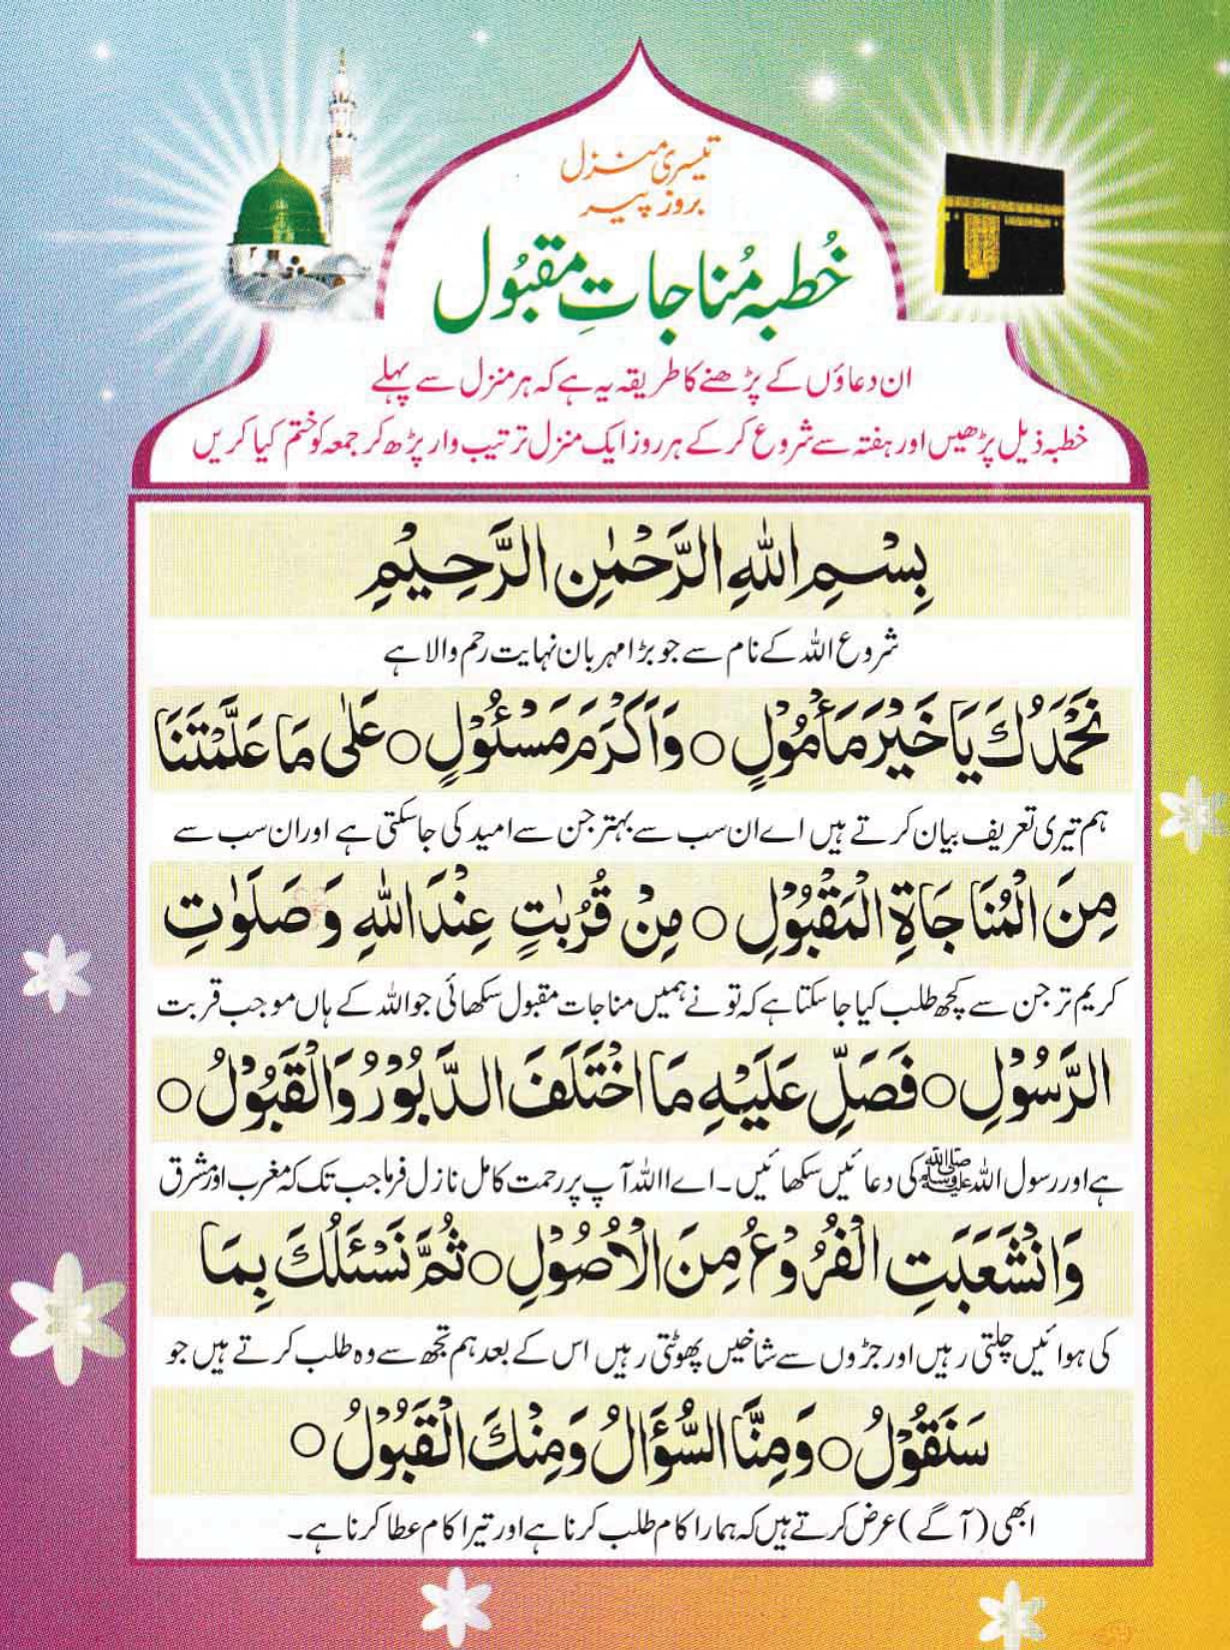 تیسری منزل
بروز پیر
خطبہ مُناجاتِ مقبُول
ان دعاؤں کے پڑھنے کا طریقہ یہ ہے کہ ہر منزل سے پہلے
خطبہ ذیل پڑھیں اور ہفتہ سے شروع کر کے ہر روز ایک منزل ترتیب وار پڑھ کر جمعہ کو ختم کیا کریں
بِسْمِ اللّٰهِ الرَّحْمٰنِ الرَّحِيْمِ
شروع اللہ کے نام سے جو بڑا مہربان نہایت رحم والا ہے
نَحْمَدُكَ يَا خَيْرَ مَأْمُوْلٍ ○ وَاَكْرَمَ مَسْئُوْلٍ ○ عَلٰى مَا عَلَّمْتَنَا
ہم تیری تعریف بیان کرتے ہیں اے ان سب سے بہتر جن سے امید کی جاسکتی ہے اور ان سب سے
مِنَ الْمُنَاجَاةِ الْمَقْبُوْلِ ○ مِنْ قُرُبٰتٍ عِنْدَ اللّٰهِ وَصَلَوٰتِ
کریم تر جن سے کچھ طلب کیا جا سکتا ہے کہ تو نے ہمیں مناجات مقبول سکھائی جو اللہ کے ہاں موجب قربت
الرَّسُوْلِ ○ فَصَلِّ عَلَيْهِ مَا اخْتَلَفَ الدَّبُوْرُ وَالْقَبُوْلُ ○
ہے اور رسول اللہ ﷺ کی دعائیں سکھائیں۔ اے االلہ آپ پر رحمت کامل نازل فرما جب تک کہ مغرب اور مشرق
وَانْشَعَبَتِ الْفُرُوْعُ مِنَ الْاُصُوْلِ ○ ثُمَّ نَسْئَلُكَ بِمَا
کی ہوائیں چلتی رہیں اور جڑوں سے شاخیں پھوٹتی رہیں اس کے بعد ہم تجھ سے وہ طلب کرتے ہیں جو
سَنَقُوْلُ ○ وَمِنَّا السُّؤَالُ وَمِنْكَ الْقَبُوْلُ ○
ابھی (آگے) عرض کرتے ہیں کہ ہمارا کام طلب کرنا ہے اور تیرا کام عطا کرنا ہے۔